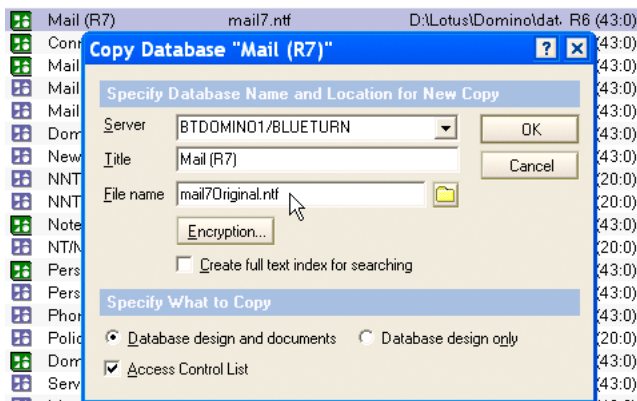 Mail (R7) mail7.ntf D:\Lotus\Domino\dat. R6 (43:0)
Conn (43:0)
Copy Database "Mail (R7)"
Mail (43:0)
Mail (43:0)
Specify Database Name and Location for New Copy
Mail (43:0)
Server BTDOMINO1/BLUETURN OK
Dom (43:0)
New (43:0)
Title Mail (R7) Cancel
NNT (20:0)
NNT (20:0)
File name mail7Original.ntf
Note (43:0)
Encryption...
NT/N (20:0)
Pers (43:0)
Create full text index for searching
Pers (43:0)
Specify What to Copy
Phor (43:0)
Polic (20:0)
Database design and documents Database design only
Dom (43:0)
Access Control List
Serv (43:0)